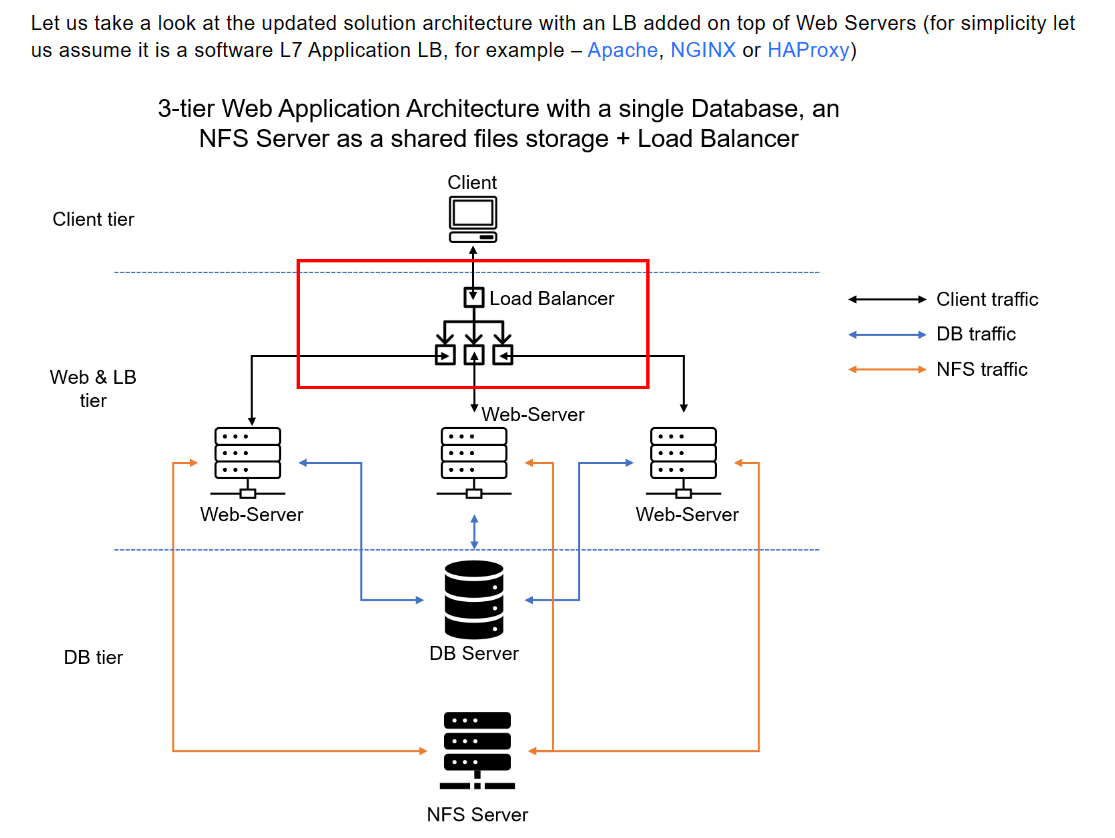 Let us take a look at the updated solution architecture with an LB added on top of Web Servers (for simplicity let
us assume it is a software L7 Application LB, for example – Apache, NGINX or HAProxy)
3-tier Web Application Architecture with a single Database, an
NFS Server as a shared files storage + Load Balancer
Client
Client tier
Load Balancer
Client traffic
DB traffic
NFS traffic
Web & LB
tier
Web-Server
Web-Server
Web-Server
DB Server
DB tier
NFS Server